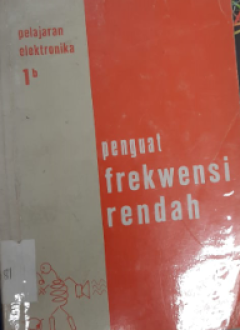 pelajaran
elektronika
1b
penguat
frekwensi
rendah